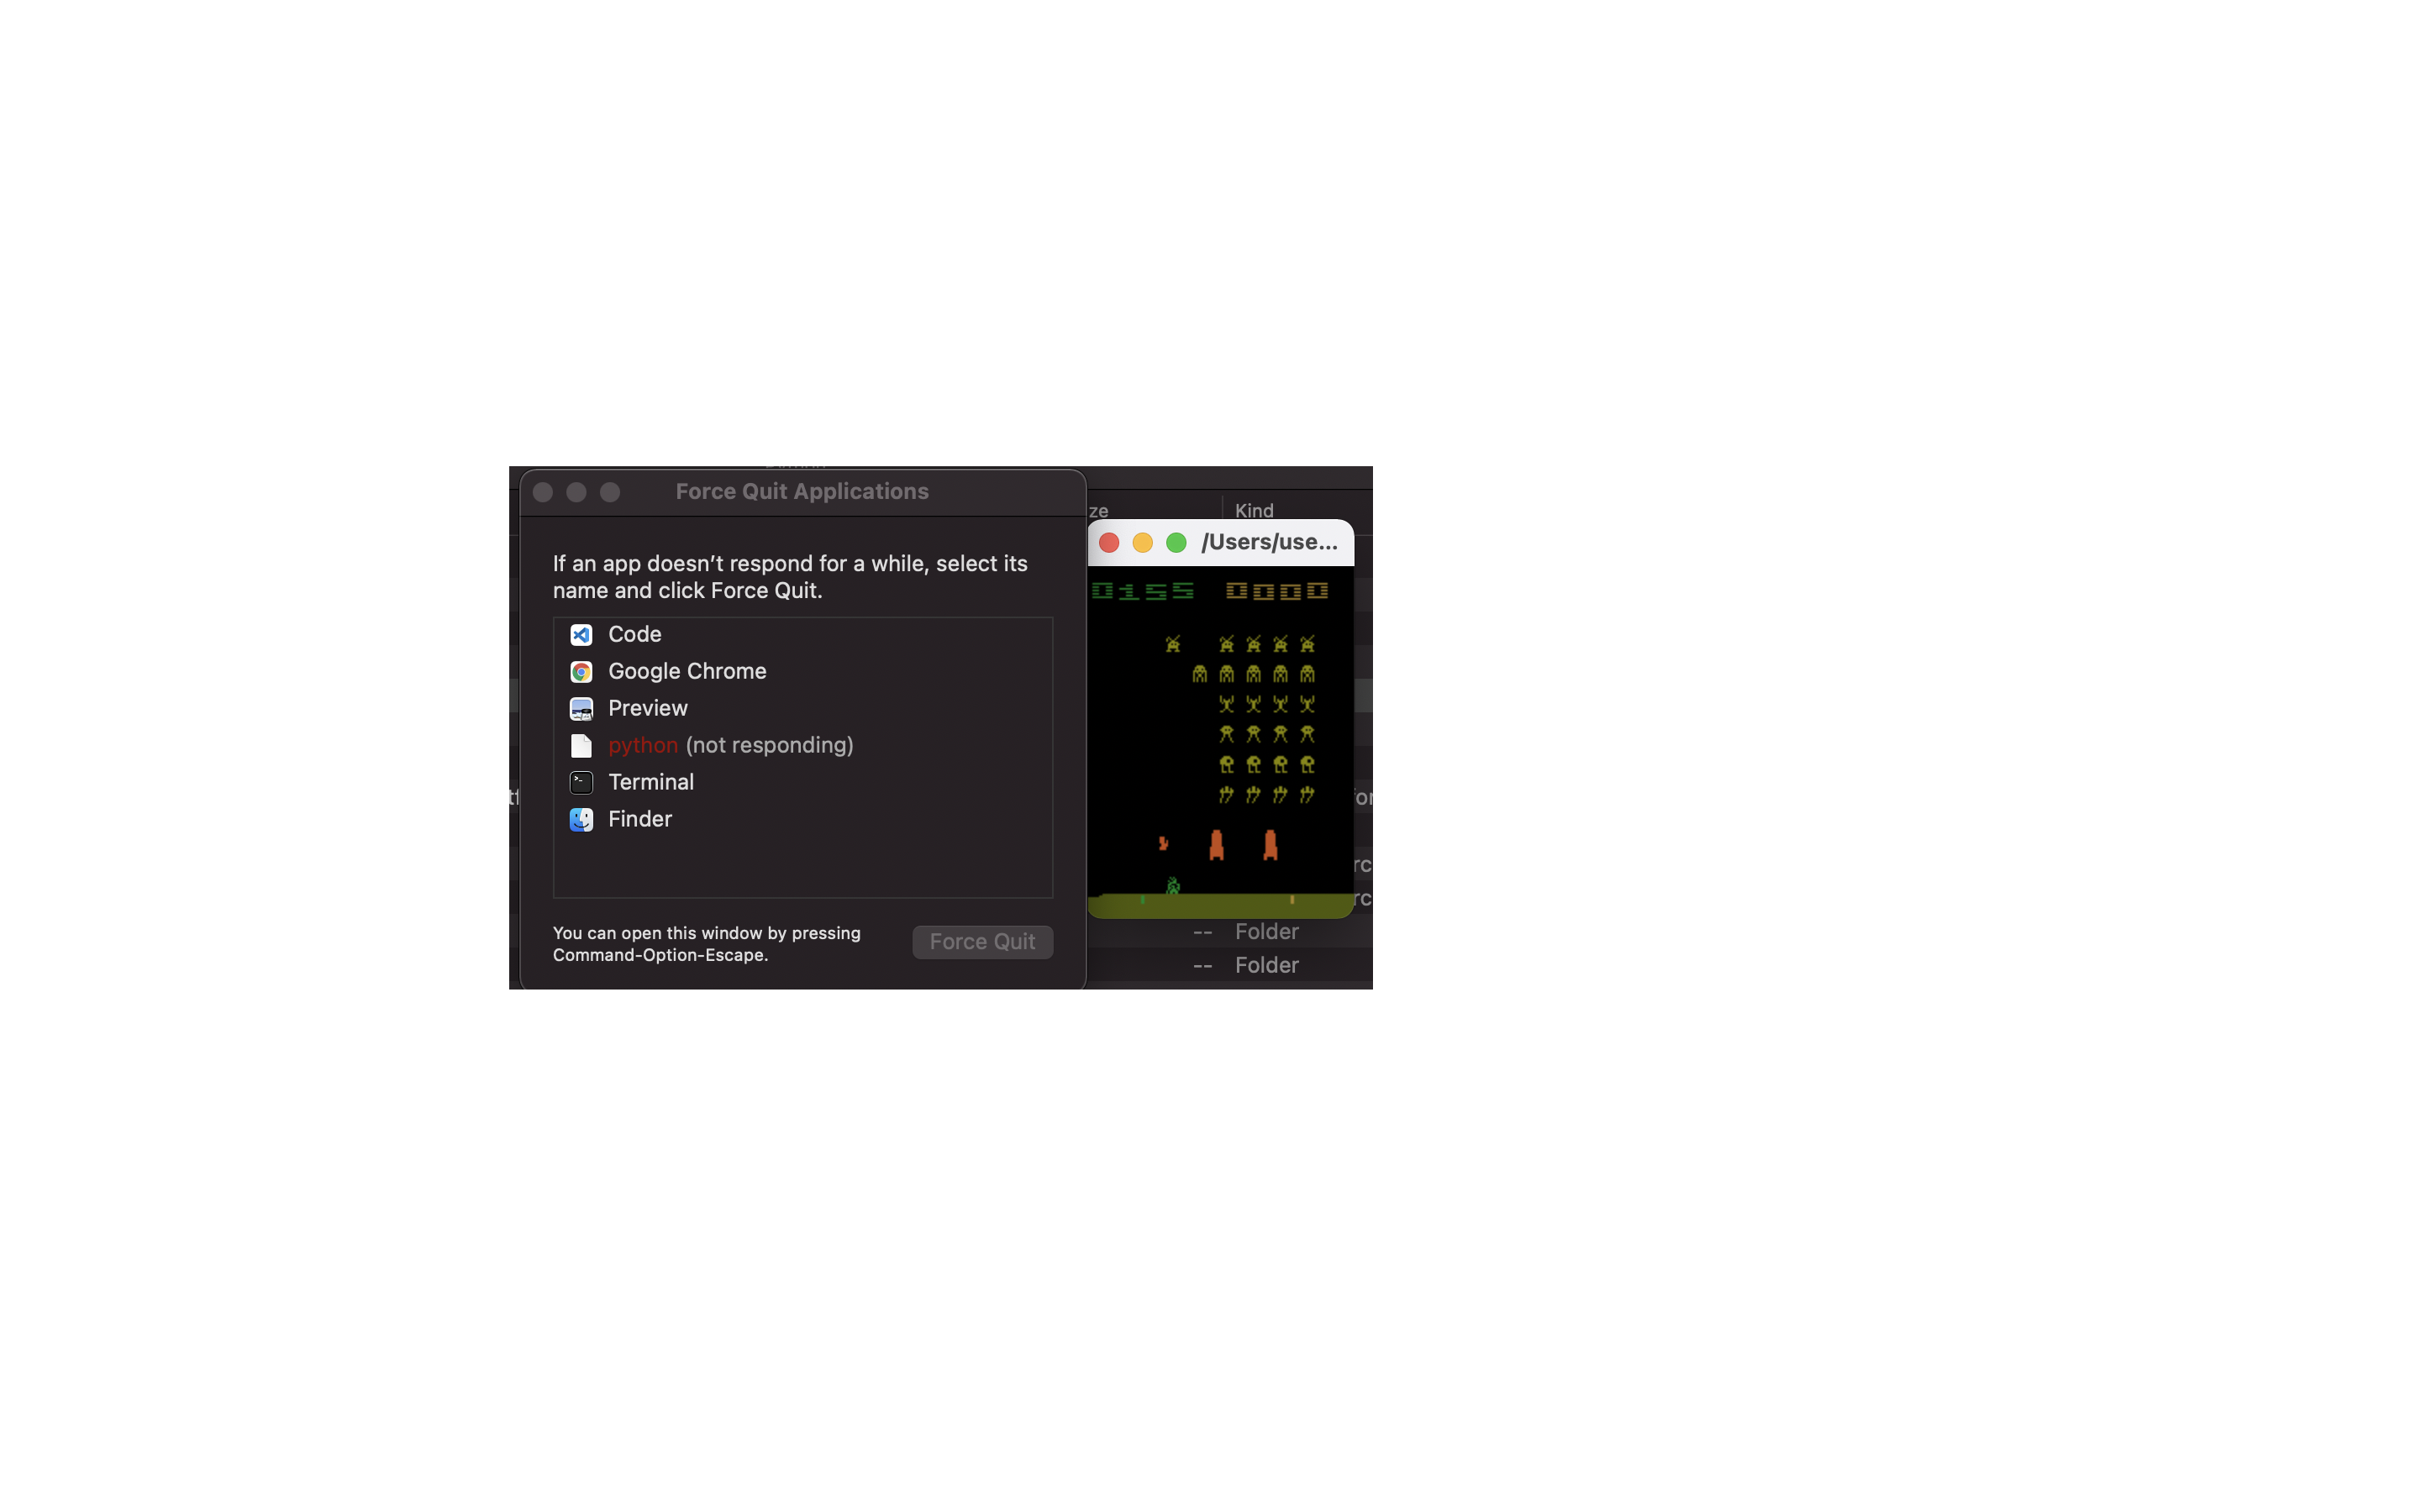 Force Quit Applications
If an app doesn’t respond for a while, select its
name and click Force Quit.
Code
Google Chrome
Preview
python (not responding)
Terminal
Finder
You can open this window by pressing
Command-Option-Escape.
Force Quit
ze
Kind
/Users/use...
0155 0000
-- Folder
-- Folder